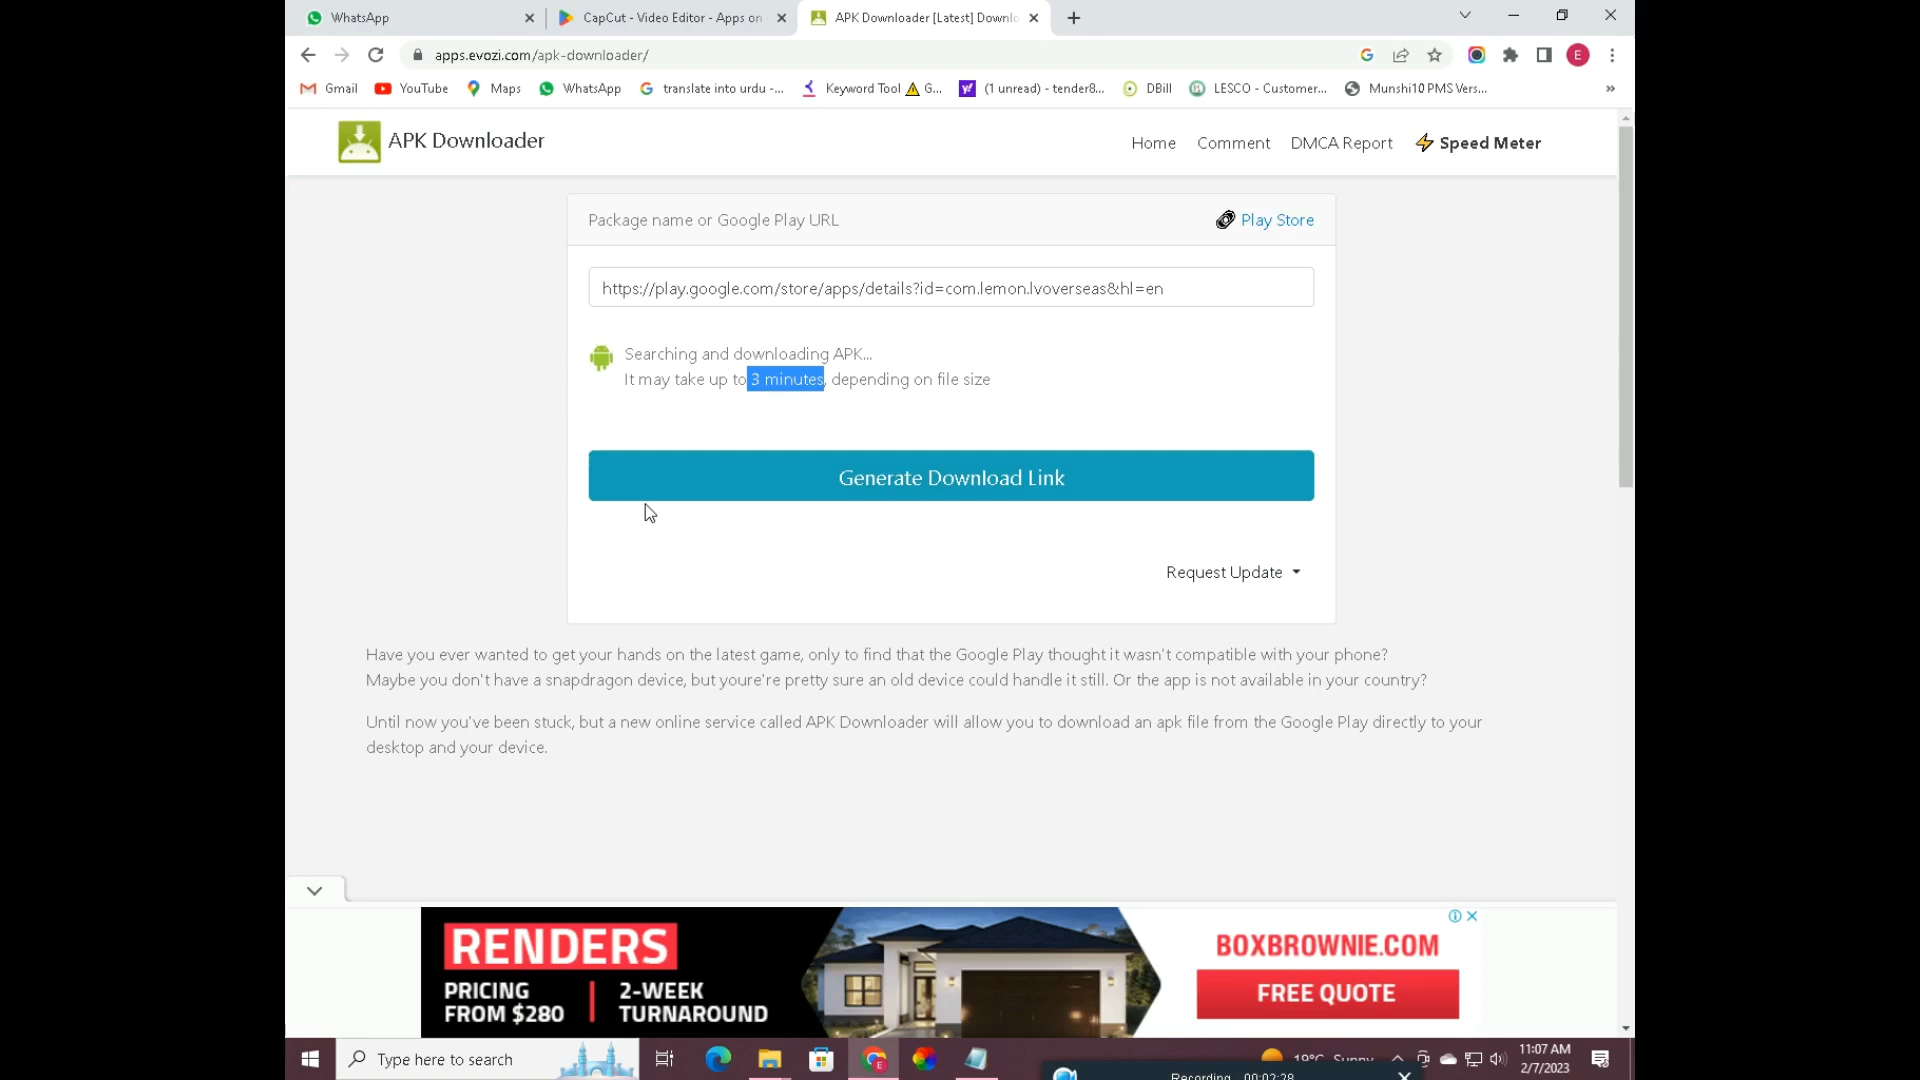 WhatsApp
CapCut - Video Editor - Apps on
APK Downloader [Latest] Downlo
apps.evozi.com/apk-downloader/
E
Gmail
YouTube
Maps
WhatsApp
translate into urdu -...
Keyword Tool
G...
(1 unread) - tender8...
DBill
LESCO - Customer...
Munshi10 PMS Vers...
»
APK Downloader
Home
Comment
DMCA Report
Speed Meter
Package name or Google Play URL
Play Store
https://play.google.com/store/apps/details?id=com.lemon.lvoverseas&hl=en
Searching and downloading APK...
It may take up to 3 minutes, depending on file size
Generate Download Link
Request Update
Have you ever wanted to get your hands on the latest game, only to find that the Google Play thought it wasn't compatible with your phone?
Maybe you don't have a snapdragon device, but youre're pretty sure an old device could handle it still. Or the app is not available in your country?
Until now you've been stuck, but a new online service called APK Downloader will allow you to download an apk file from the Google Play directly to your
desktop and your device.
RENDERS
PRICING
FROM $280
2-WEEK
TURNAROUND
BOXBROWNIE.COM
FREE QUOTE
Type here to search
19°C Sunny
11:07 AM
2/7/2023
Recording 00:02:28